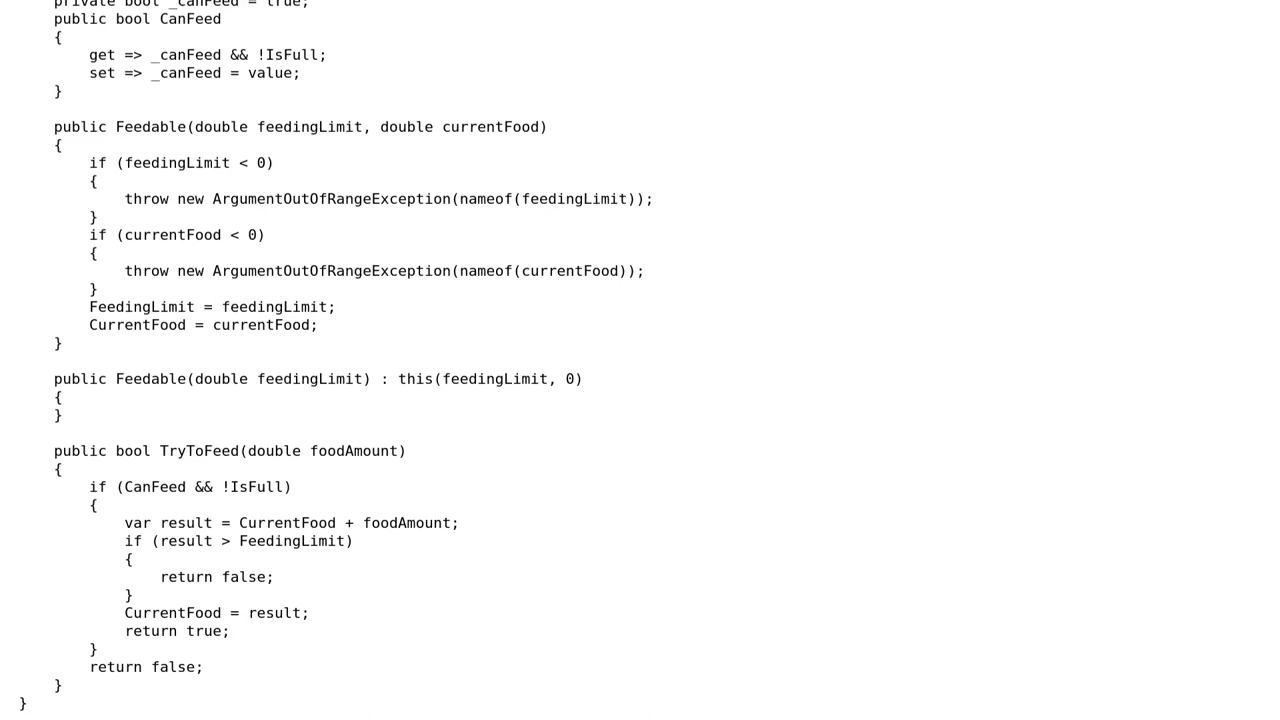 private bool _canFeed = true;
public bool CanFeed
{
get => _canFeed && !IsFull;
set => _canFeed = value;
}
public Feedable(double feedingLimit, double currentFood)
{
if (feedingLimit < 0)
{
throw new ArgumentOutOfRangeException(nameof(feedingLimit));
}
if (currentFood < 0)
{
throw new ArgumentOutOfRangeException(nameof(currentFood));
}
FeedingLimit = feedingLimit;
CurrentFood = currentFood;
}
public Feedable(double feedingLimit) : this(feedingLimit, 0)
{
}
public bool TryToFeed(double foodAmount)
{
if (CanFeed && !IsFull)
{
var result = CurrentFood + foodAmount;
if (result > FeedingLimit)
{
return false;
}
CurrentFood = result;
return true;
}
return false;
}
}